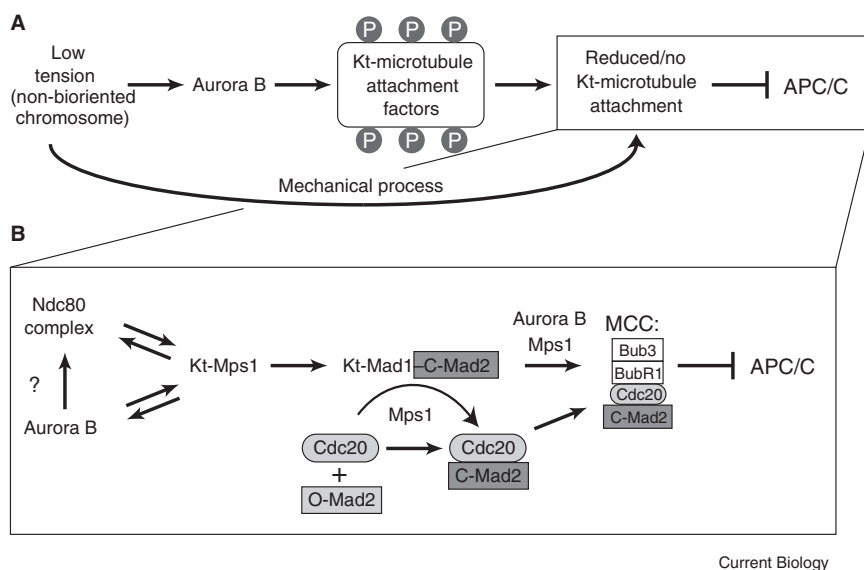 A
Low
tension
(non-bioriented
chromosome)
Aurora B
P P P
Kt-microtubule
attachment
factors
P P P
Reduced/no
Kt-microtubule
attachment
APC/C
Mechanical process
B
Ndc80
complex
?
Aurora B
Kt-Mps1
Kt-Mad1–C-Mad2
Mps1
Cdc20
+
O-Mad2
Cdc20
C-Mad2
Aurora B
Mps1
MCC:
Bub3
BubR1
Cdc20
C-Mad2
APC/C
Current Biology